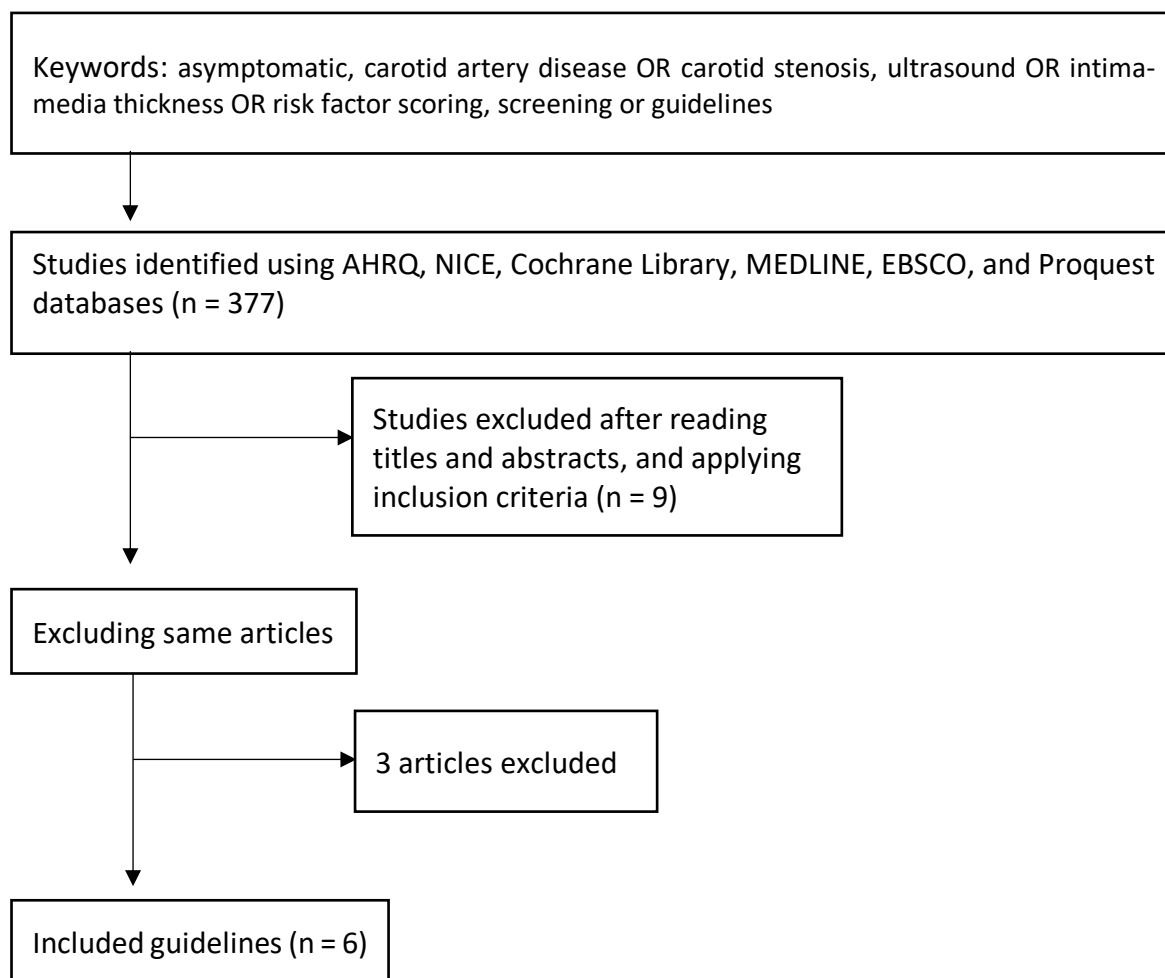 Keywords: asymptomatic, carotid artery disease OR carotid stenosis, ultrasound OR intima-
media thickness OR risk factor scoring, screening or guidelines
Studies identified using AHRQ, NICE, Cochrane Library, MEDLINE, EBSCO, and Proquest
databases (n = 377)
Studies excluded after reading
titles and abstracts, and applying
inclusion criteria (n = 9)
Excluding same articles
3 articles excluded
Included guidelines (n = 6)